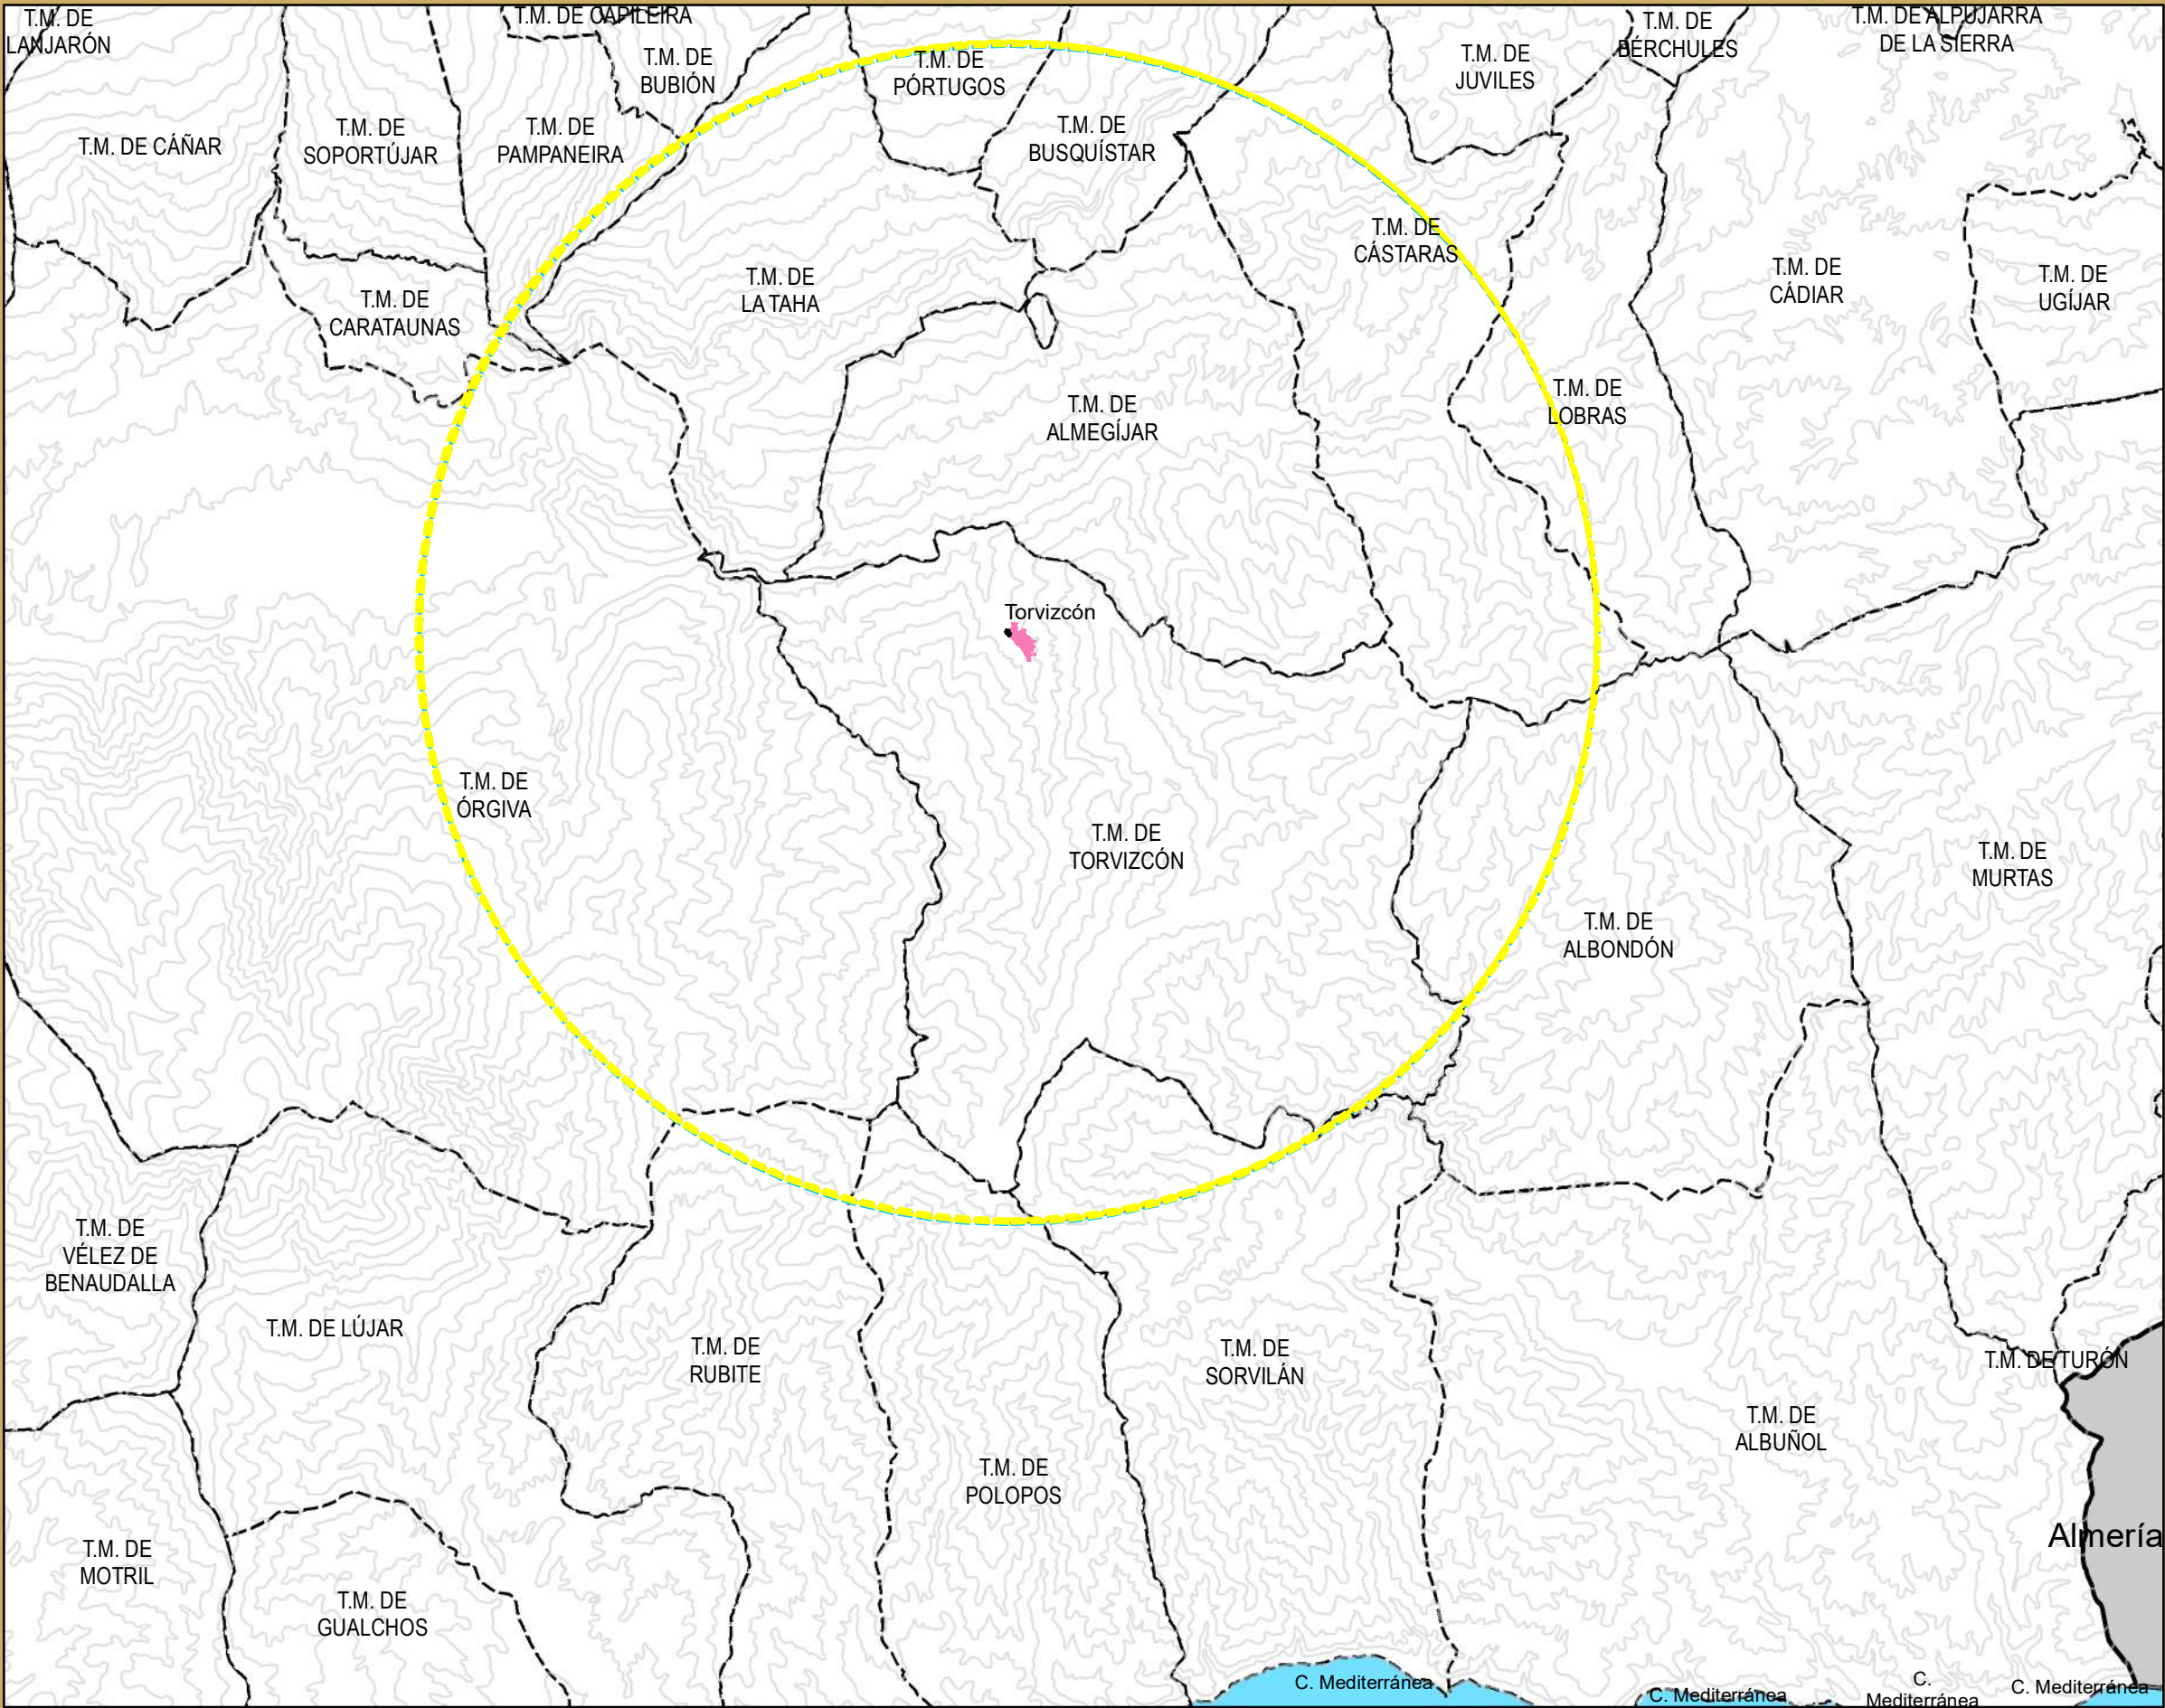 T.M. DE
LANJARÓN
T.M. DE CAPILEIRA
T.M. DE
BUBIÓN
T.M. DE
PÓRTUGOS
T.M. DE
JUVILES
T.M. DE
BÉRCHULES
T.M. DE ALPUJARRA
DE LA SIERRA
T.M. DE CÁÑAR
T.M. DE
SOPORTÚJAR
T.M. DE
PAMPANEIRA
T.M. DE
BUSQUÍSTAR
T.M. DE
CÁSTARAS
T.M. DE
CARATAUNAS
T.M. DE
LA TAHA
T.M. DE
CÁDIAR
T.M. DE
UGÍJAR
T.M. DE
ALMEGÍJAR
T.M. DE
LOBRAS
Torvizcón
T.M. DE
ÓRGIVA
T.M. DE
TORVIZCÓN
T.M. DE
MURTAS
T.M. DE
ALBONDÓN
T.M. DE
VÉLEZ DE
BENAUDALLA
T.M. DE LÚJAR
T.M. DE
RUBITE
T.M. DE
SORVILÁN
T.M. DE TURÓN
T.M. DE
ALBUÑOL
T.M. DE
POLOPOS
Almería
T.M. DE
MOTRIL
T.M. DE
GUALCHOS
C. Mediterránea
C. Mediterránea
C.
Mediterránea
C. Mediterránea